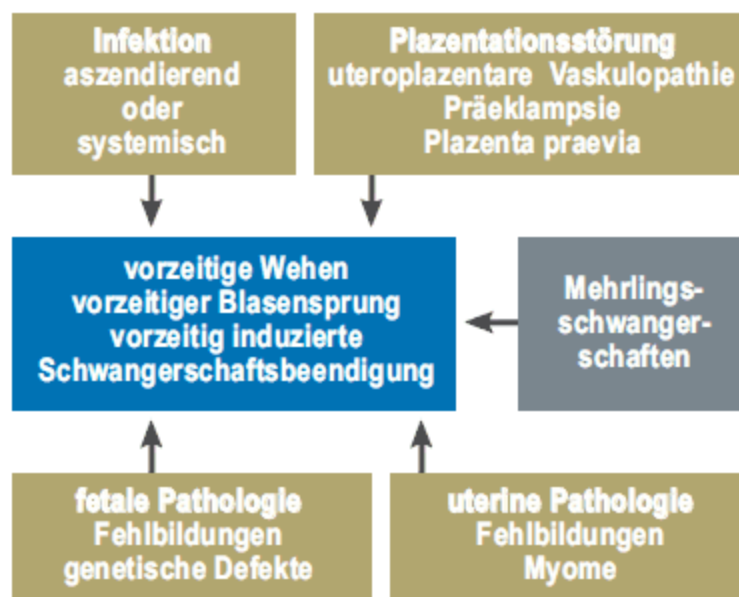 Infektion
aszendierend
oder
systemisch
Plazentationsstörung
uteroplazentare Vaskulopathie
Präeklampsie
Plazenta praevia
vorzeitige Wehen
vorzeitiger Blasensprung
vorzeitig induzierte
Schwangerschaftsbeendigung
Mehrlings-
schwanger-
schaften
fetale Pathologie
Fehlbildungen
genetische Defekte
uterine Pathologie
Fehlbildungen
Myome